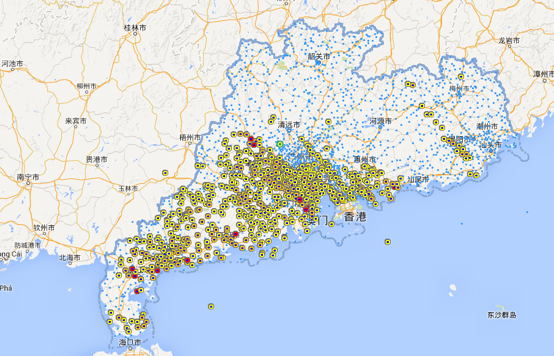 桂林市
龙岩市
韶关市
河池市
漳州市
柳州市
梅州市
来宾市
清远市
河源市
潮州市
汕头市
梧州市
贵港市
惠州市
南宁市
汕尾市
玉林市
香港
门
钦州市
防城港市
ng Cái
北海市
Phá
东沙群岛
海口市